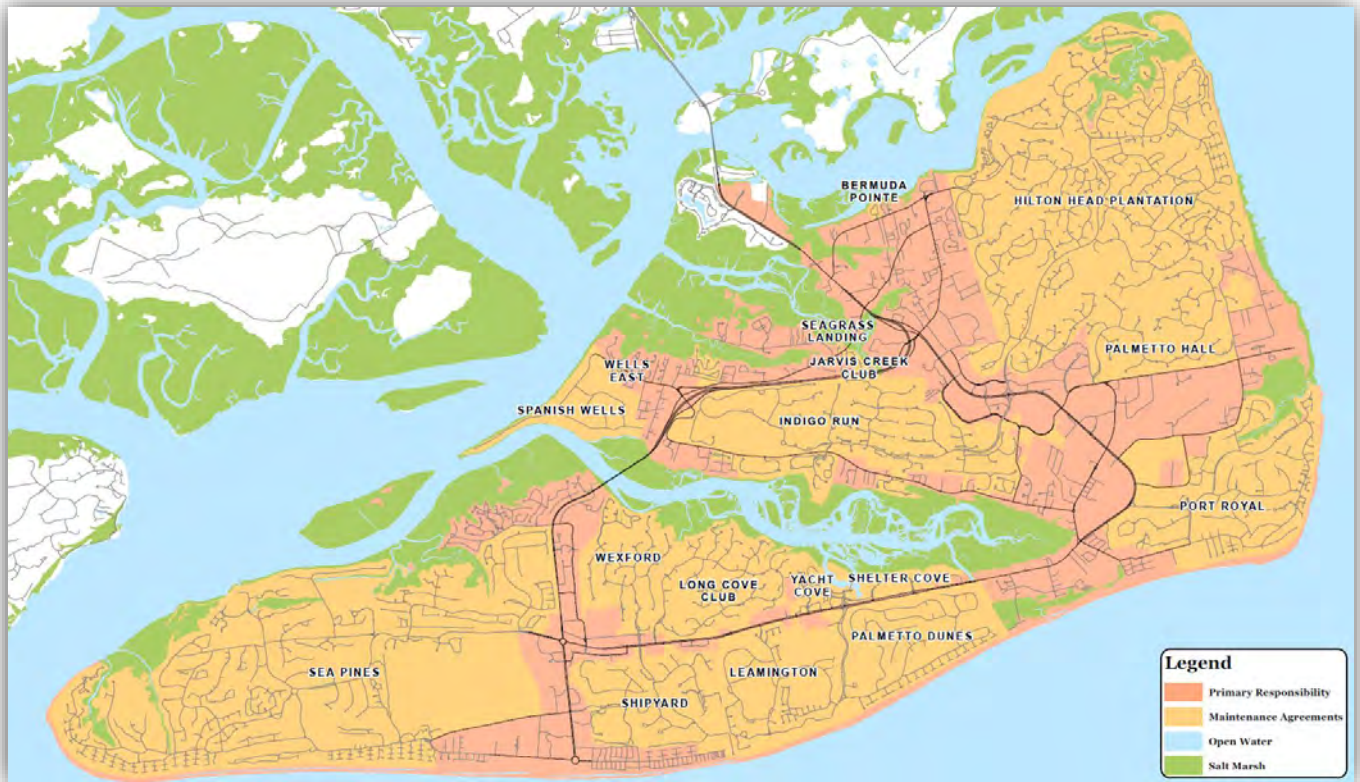 BERMUDA
POINTE
HILTON HEAD PLANTATION
SEAGRASS
LANDING
PALMETTO HALL
WELLS
EAST
JARVIS CREEK
CLUB
SPANISH WELLS
INDIGO RUN
PORT ROYAL
WEXFORD
LONG COVE
CLUB
YACHT
COVE
SHELTER COVE
PALMETTO DUNES
SEA PINES
LEAMINGTON
SHIPYARD
Legend
Primary Responsibility
Maintenance Agreements
Open Water
Salt Marsh